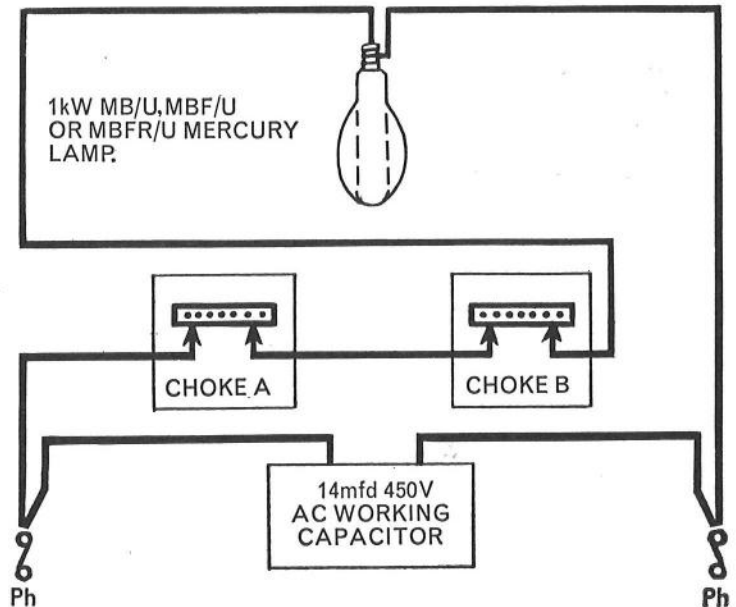 1kW MB/U, MBF/U
OR MBFR/U MERCURY
LAMP.
CHOKE A
CHOKE B
14mfd 450V
AC WORKING
CAPACITOR
Ph
Ph